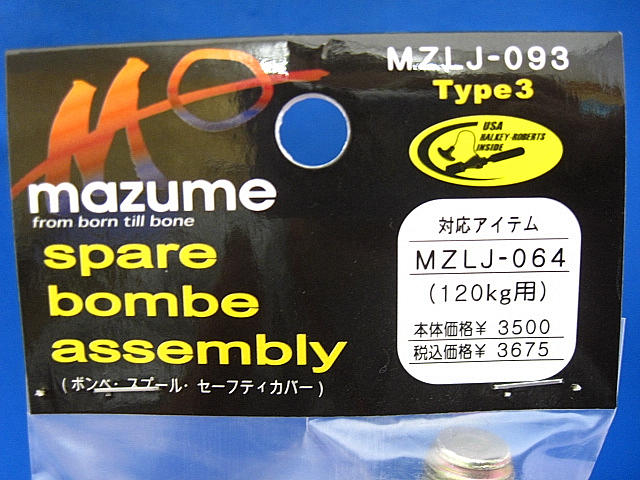 MZLJ-093
Type3
USA
HALKEY-ROBERTS
INSIDE
mazume
from born till bone
spare
bombe
assembly
(ボンベ・スプール・セーフティカバー)
対応アイテム
MZLJ-064
(120kg用)
本体価格¥ 3500
税込価格¥ 3675